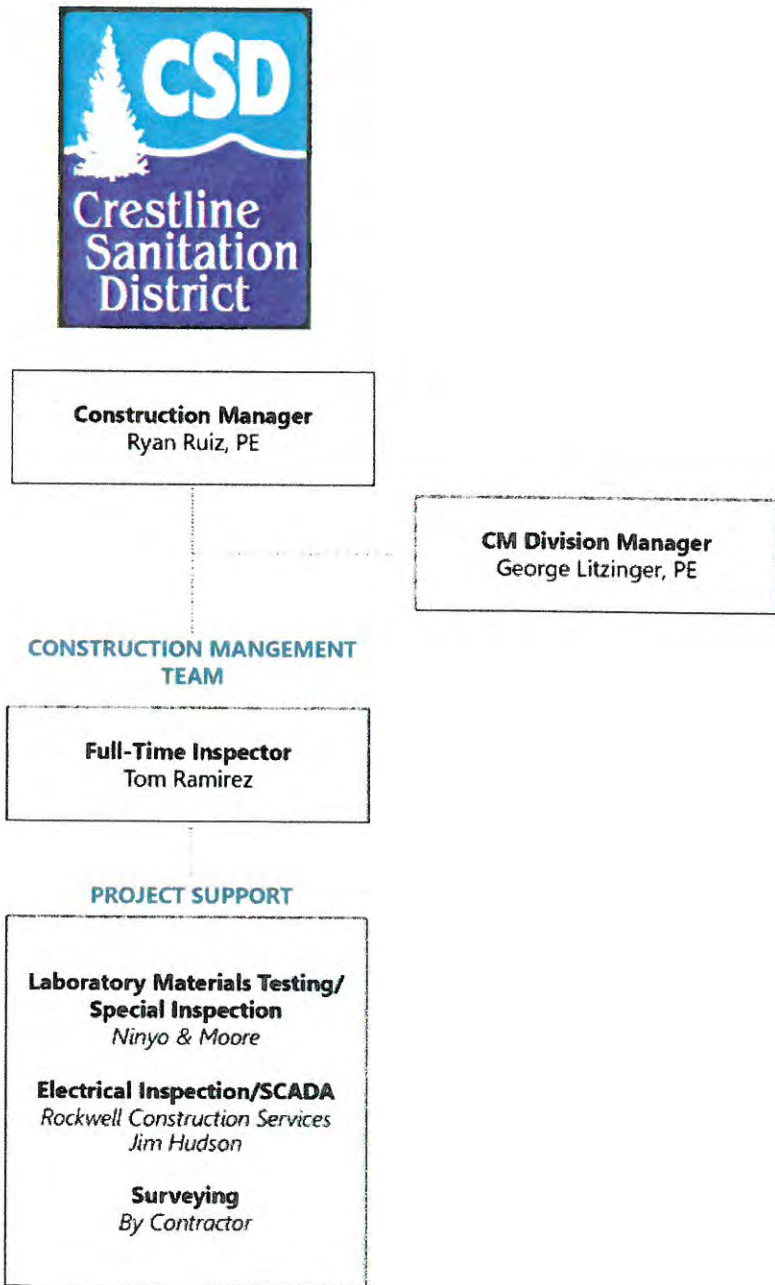 CSD
Crestline
Sanitation
District
Construction Manager
Ryan Ruiz, PE
CM Division Manager
George Litzinger, PE
CONSTRUCTION MANGEMENT
TEAM
Full-Time Inspector
Tom Ramirez
PROJECT SUPPORT
Laboratory Materials Testing/
Special Inspection
Ninyo & Moore
Electrical Inspection/SCADA
Rockwell Construction Services
Jim Hudson
Surveying
By Contractor